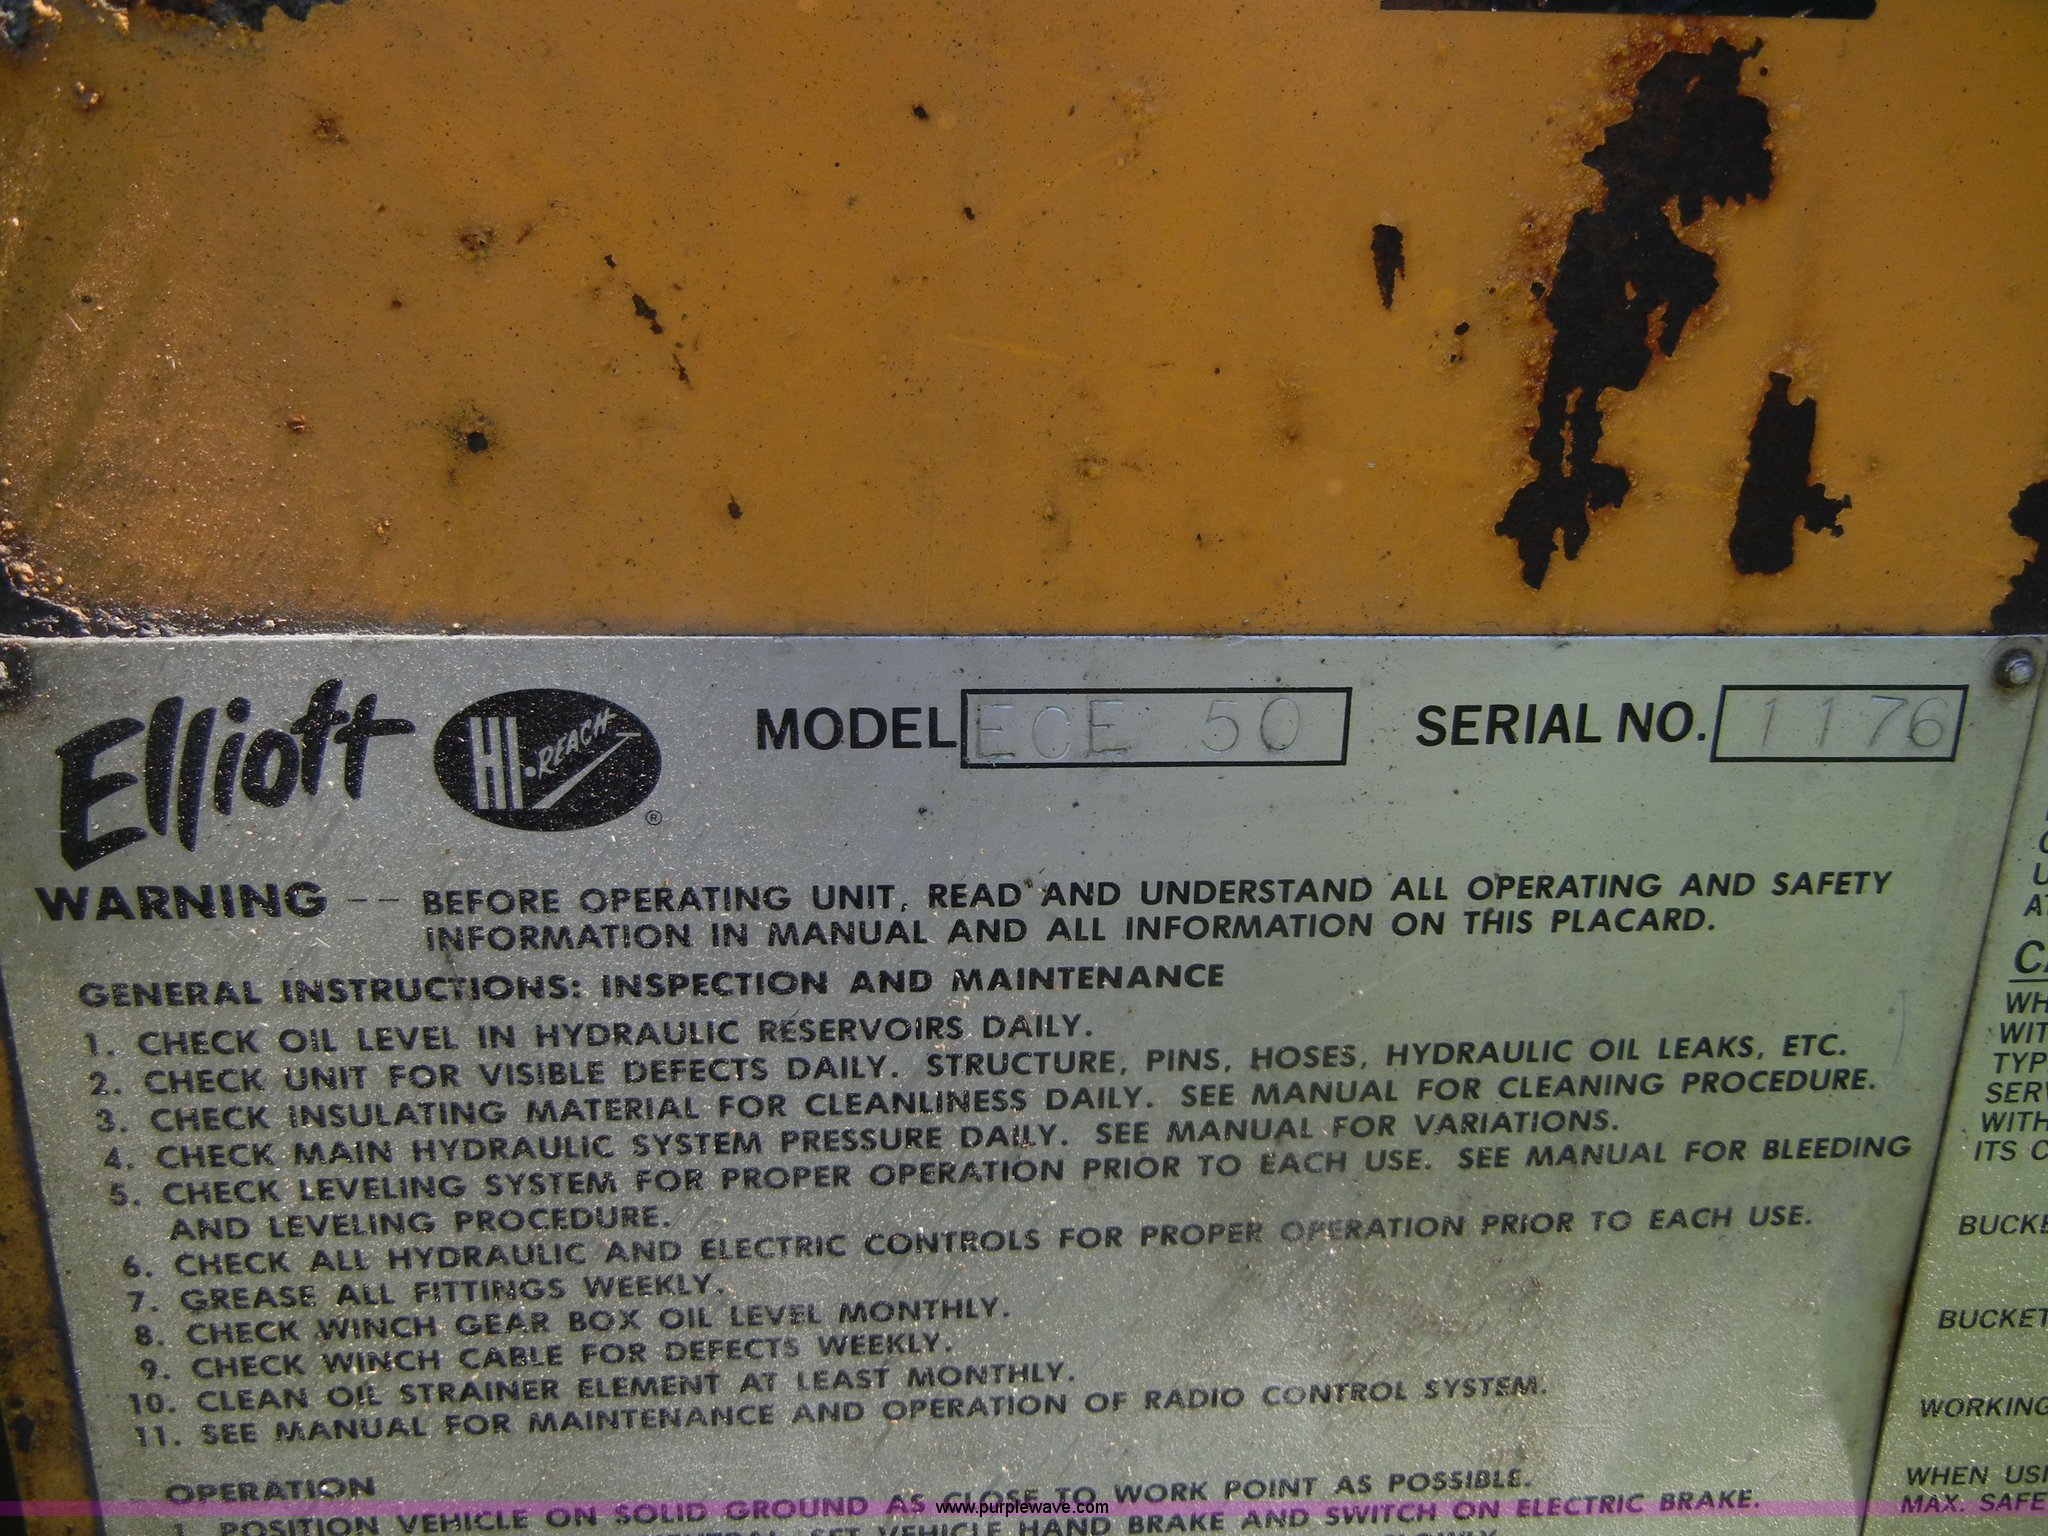 Elliott HI-REACH ® MODEL ECE 50 SERIAL NO. 1176
WARNING -- BEFORE OPERATING UNIT, READ AND UNDERSTAND ALL OPERATING AND SAFETY
INFORMATION IN MANUAL AND ALL INFORMATION ON THIS PLACARD.
GENERAL INSTRUCTIONS: INSPECTION AND MAINTENANCE
1. CHECK OIL LEVEL IN HYDRAULIC RESERVOIRS DAILY.
2. CHECK UNIT FOR VISIBLE DEFECTS DAILY. STRUCTURE, PINS, HOSES, HYDRAULIC OIL LEAKS, ETC.
3. CHECK INSULATING MATERIAL FOR CLEANLINESS DAILY. SEE MANUAL FOR CLEANING PROCEDURE.
4. CHECK MAIN HYDRAULIC SYSTEM PRESSURE DAILY. SEE MANUAL FOR VARIATIONS.
5. CHECK LEVELING SYSTEM FOR PROPER OPERATION PRIOR TO EACH USE. SEE MANUAL FOR BLEEDING
AND LEVELING PROCEDURE.
6. CHECK ALL HYDRAULIC AND ELECTRIC CONTROLS FOR PROPER OPERATION PRIOR TO EACH USE.
7. GREASE ALL FITTINGS WEEKLY.
8. CHECK WINCH GEAR BOX OIL LEVEL MONTHLY.
9. CHECK WINCH CABLE FOR DEFECTS WEEKLY.
10. CLEAN OIL STRAINER ELEMENT AT LEAST MONTHLY.
11. SEE MANUAL FOR MAINTENANCE AND OPERATION OF RADIO CONTROL SYSTEM.
OPERATION
1. POSITION VEHICLE ON SOLID GROUND AS CLOSE TO WORK POINT AS POSSIBLE.
SET VEHICLE HAND BRAKE AND SWITCH ON ELECTRIC BRAKE.
WITH
ITS
BUCKET
WORKING
WHEN
MAX. SAFE
www.purplewave.com